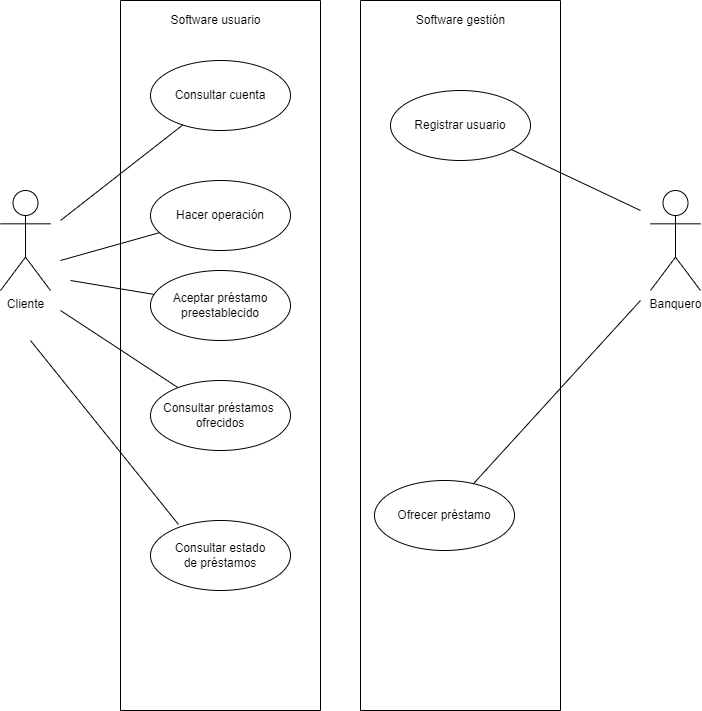 Software usuario
Software gestión
Consultar cuenta
Registrar usuario
Hacer operación
Aceptar préstamo
preestablecido
Cliente
Banquero
Consultar préstamos
ofrecidos
Ofrecer préstamo
Consultar estado
de préstamos